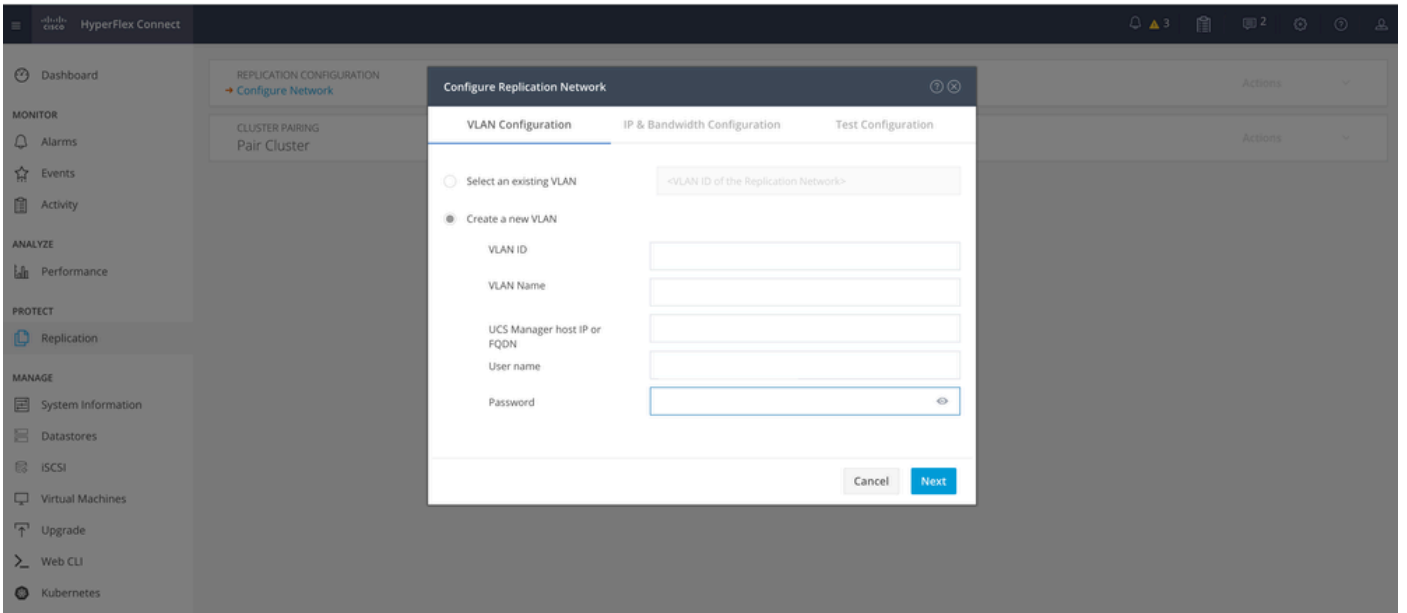 cisco HyperFlex Connect
3
2
Dashboard
MONITOR
Alarms
Events
Activity
ANALYZE
Performance
PROTECT
Replication
MANAGE
System Information
Datastores
iSCSI
Virtual Machines
Upgrade
Web CLI
Kubernetes
REPLICATION CONFIGURATION
Configure Network
Actions
CLUSTER PAIRING
Pair Cluster
Actions
Configure Replication Network
VLAN Configuration
IP & Bandwidth Configuration
Test Configuration
Select an existing VLAN
<VLAN ID of the Replication Network>
Create a new VLAN
VLAN ID
VLAN Name
UCS Manager host IP or
FQDN
User name
Password
Cancel
Next